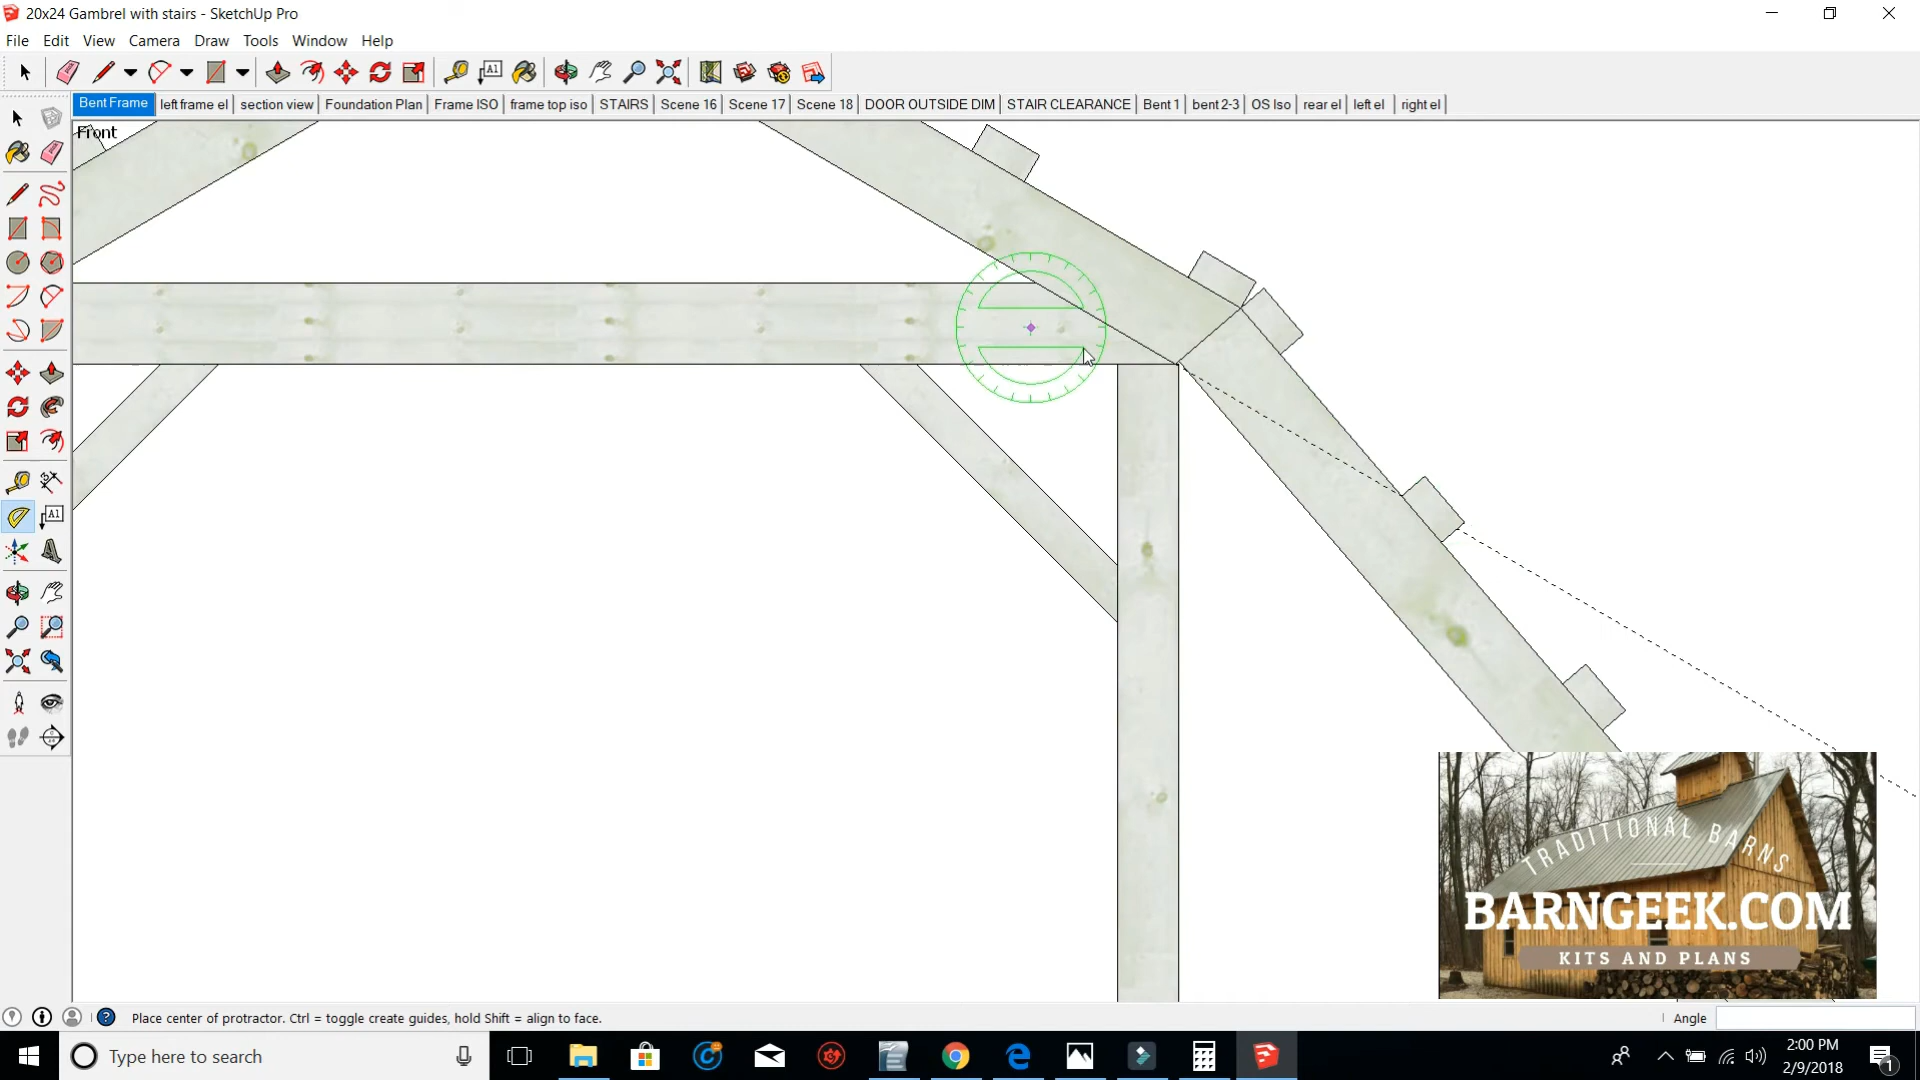 20x24 Gambrel with stairs - SketchUp Pro
File Edit View Camera Draw Tools Window Help
A1
Bent Frame left frame el section view Foundation Plan Frame ISO frame top iso STAIRS Scene 16 Scene 17 Scene 18 DOOR OUTSIDE DIM STAIR CLEARANCE Bent 1 bent 2-3 OS Iso rear el left el right el
Front
A1
TRADITIONAL BARNS
BARNGEEK.COM
KITS AND PLANS
Place center of protractor. Ctrl = toggle create guides, hold Shift = align to face.
Angle
Type here to search
2:00 PM
2/9/2018
1